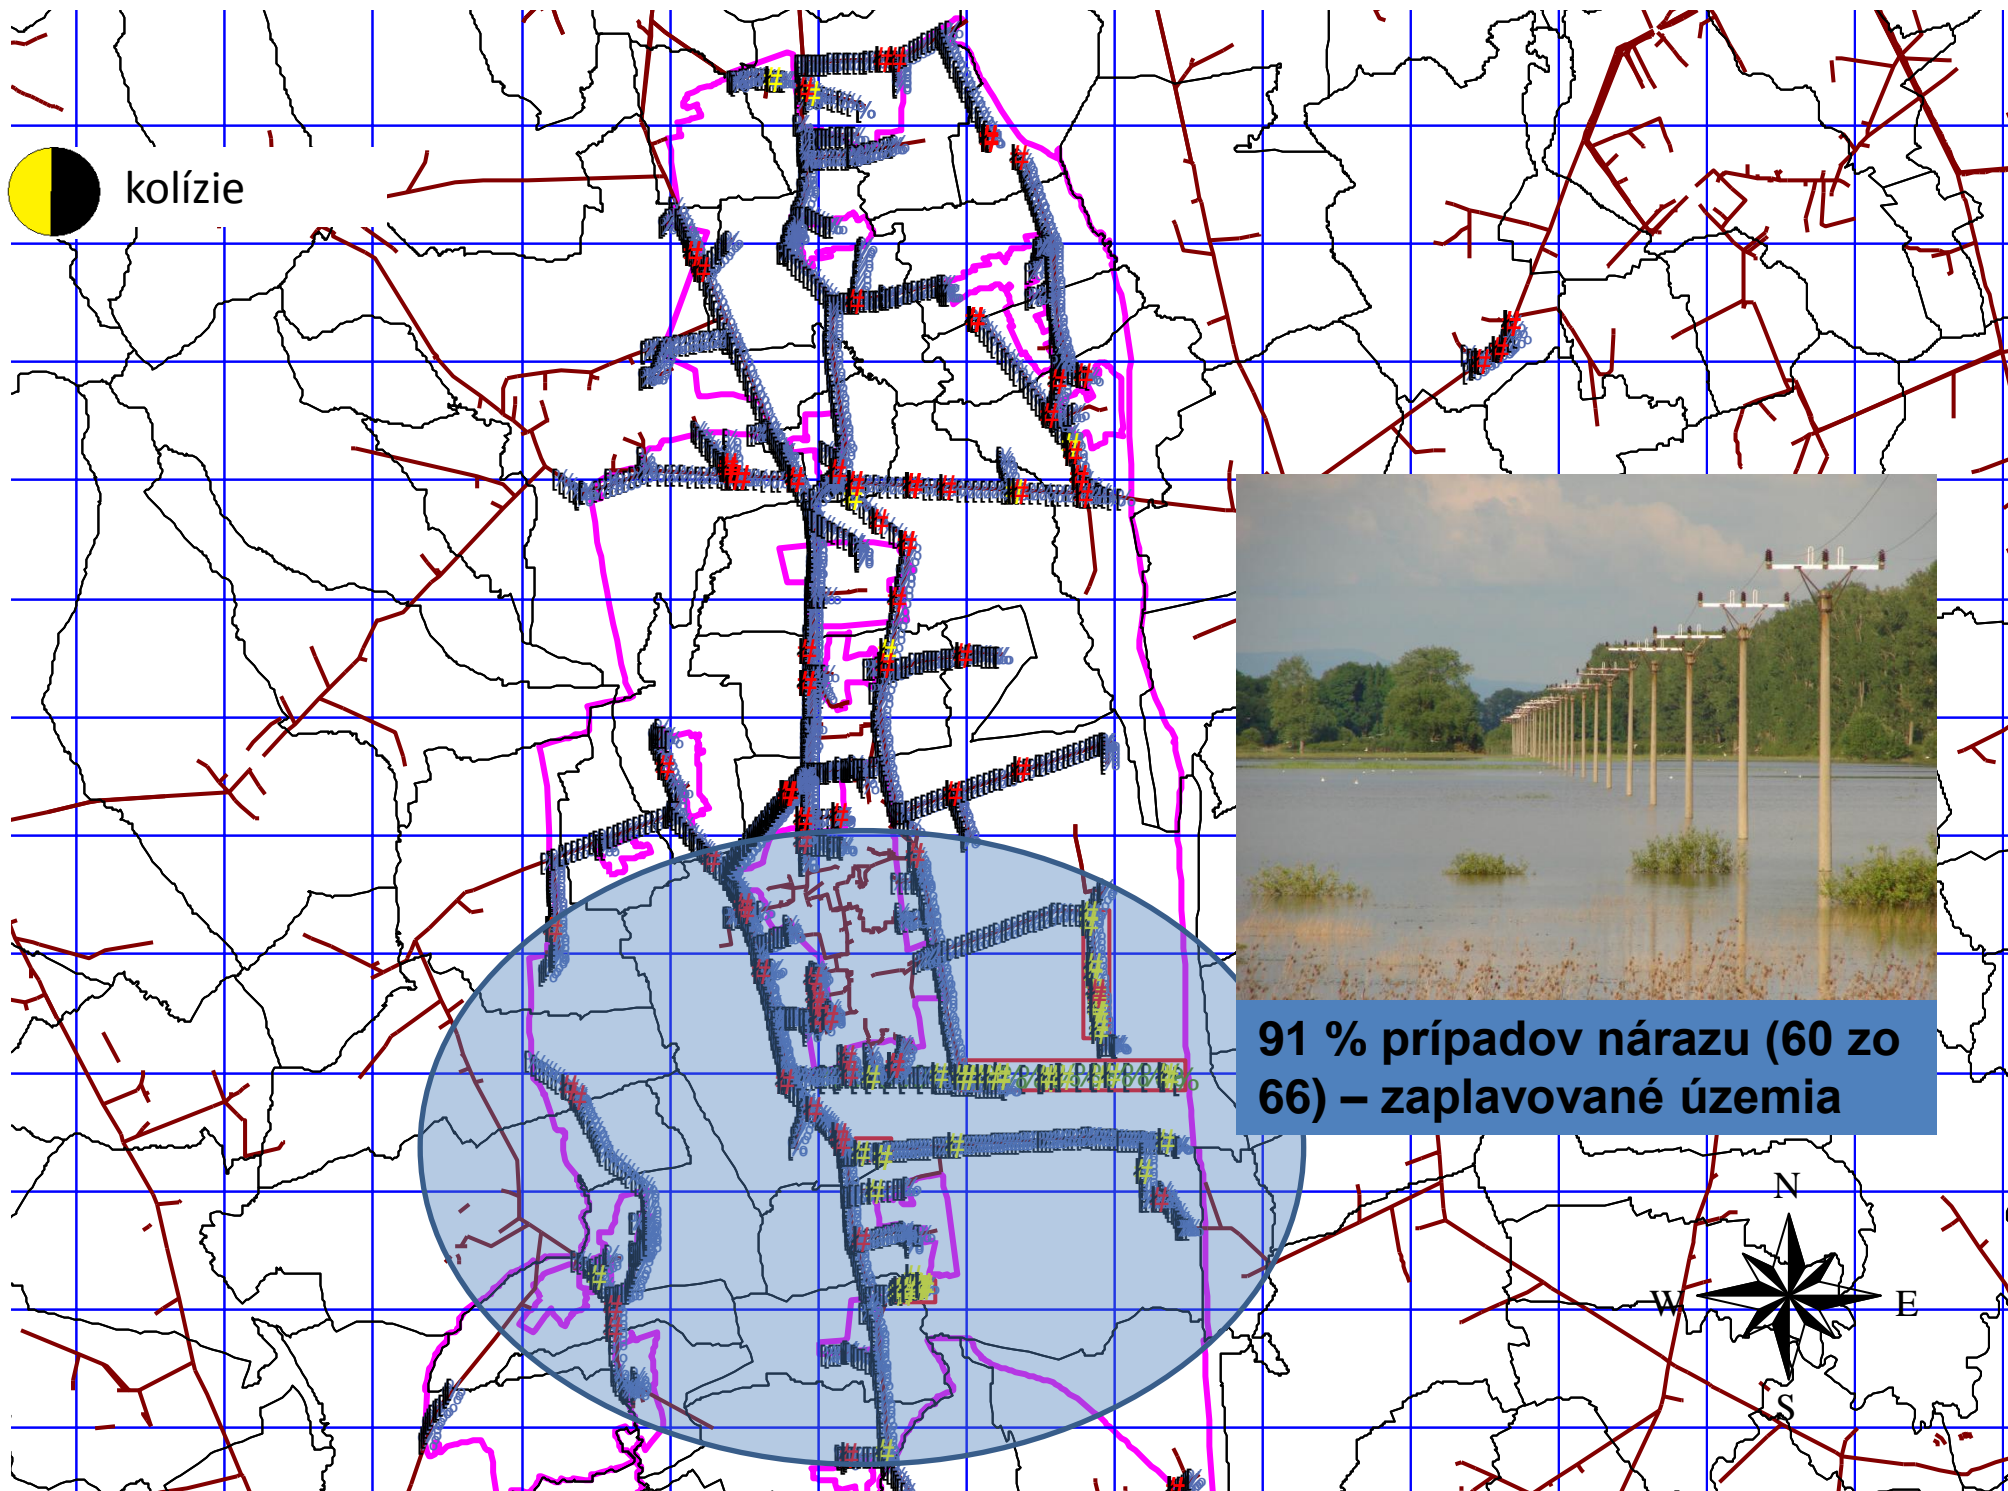 kolízie
91 % prípadov nárazu (60 zo
66) – zaplavované územia
N
W
E
S